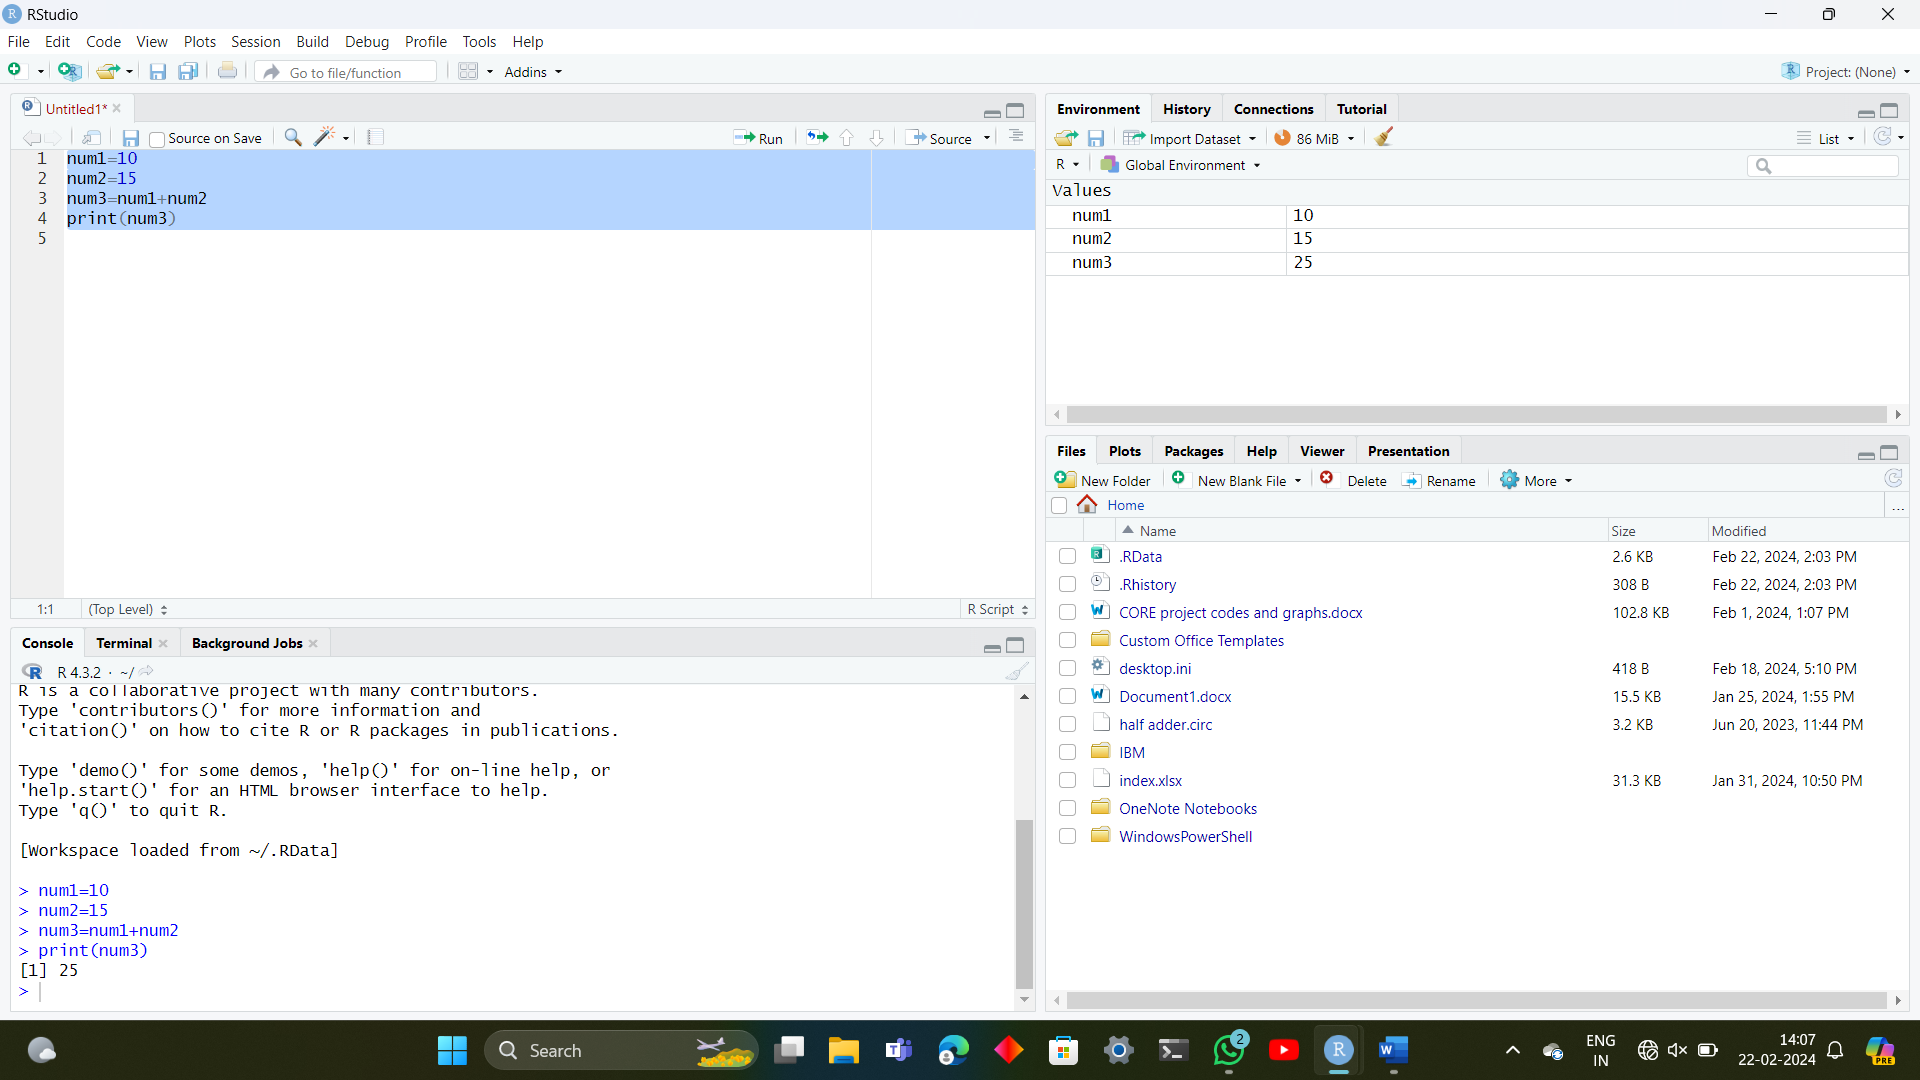 RStudio
File Edit Code View Plots Session Build Debug Profile Tools Help
Go to file/function Addins Project: (None)
Untitled1*
Source on Save Run Source
1 num1=10
2 num2=15
3 num3=num1+num2
4 print(num3)
5
1:1 (Top Level) R Script
Console Terminal Background Jobs
R 4.3.2 · ~/
R is a collaborative project with many contributors.
Type 'contributors()' for more information and
'citation()' on how to cite R or R packages in publications.
Type 'demo()' for some demos, 'help()' for on-line help, or
'help.start()' for an HTML browser interface to help.
Type 'q()' to quit R.
[Workspace loaded from ~/.RData]
> num1=10
> num2=15
> num3=num1+num2
> print(num3)
[1] 25
>
Environment History Connections Tutorial
Import Dataset 86 MiB List
R Global Environment
Values
num1 10
num2 15
num3 25
Files Plots Packages Help Viewer Presentation
New Folder New Blank File Delete Rename More
Home ...
Name Size Modified
.RData 2.6 KB Feb 22, 2024, 2:03 PM
.Rhistory 308 B Feb 22, 2024, 2:03 PM
CORE project codes and graphs.docx 102.8 KB Feb 1, 2024, 1:07 PM
Custom Office Templates
desktop.ini 418 B Feb 18, 2024, 5:10 PM
Document1.docx 15.5 KB Jan 25, 2024, 1:55 PM
half adder.circ 3.2 KB Jun 20, 2023, 11:44 PM
IBM
index.xlsx 31.3 KB Jan 31, 2024, 10:50 PM
OneNote Notebooks
WindowsPowerShell
Search 2 ENG 14:07
IN 22-02-2024 PRE